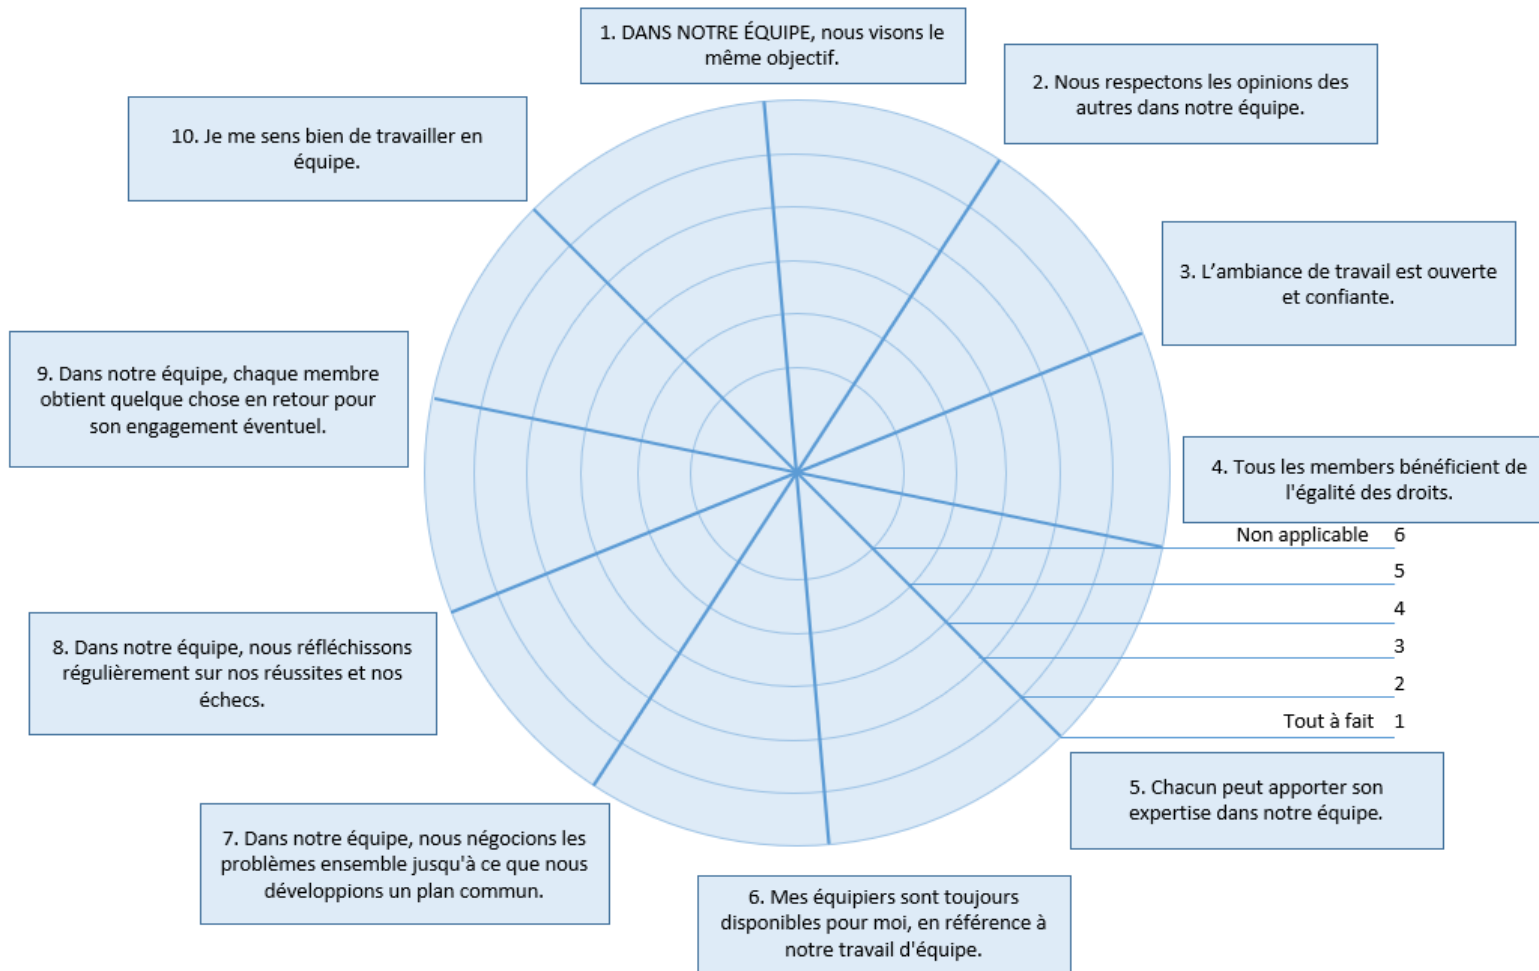 1. DANS NOTRE ÉQUIPE, nous visons le
même objectif.
2. Nous respectons les opinions des
autres dans notre équipe.
3. L’ambiance de travail est ouverte
et confiante.
4. Tous les members bénéficient de
l'égalité des droits.
Non applicable 6
5
4
3
2
Tout à fait 1
5. Chacun peut apporter son
expertise dans notre équipe.
6. Mes équipiers sont toujours
disponibles pour moi, en référence à
notre travail d'équipe.
7. Dans notre équipe, nous négocions les
problèmes ensemble jusqu'à ce que nous
développions un plan commun.
8. Dans notre équipe, nous réfléchissons
régulièrement sur nos réussites et nos
échecs.
9. Dans notre équipe, chaque membre
obtient quelque chose en retour pour
son engagement éventuel.
10. Je me sens bien de travailler en
équipe.